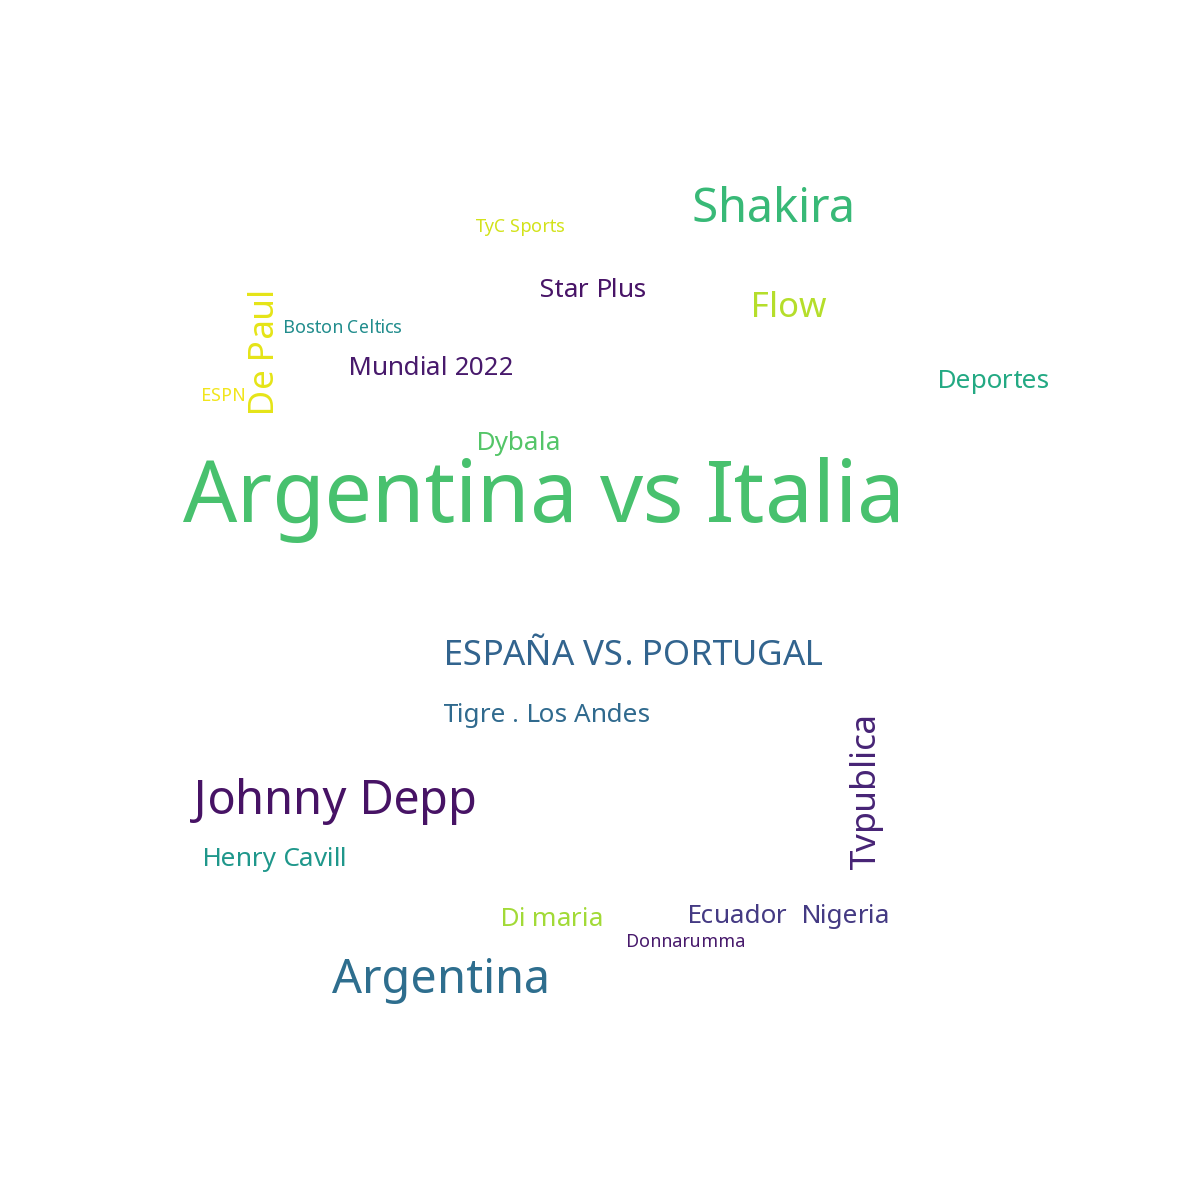 Shakira
TyC Sports
Star Plus
Flow
De Paul
Boston Celtics
Mundial 2022
Deportes
ESPN
Dybala
Argentina vs Italia
ESPAÑA VS. PORTUGAL
Tigre . Los Andes
Tvpublica
Johnny Depp
Henry Cavill
Di maria
Ecuador Nigeria
Donnarumma
Argentina